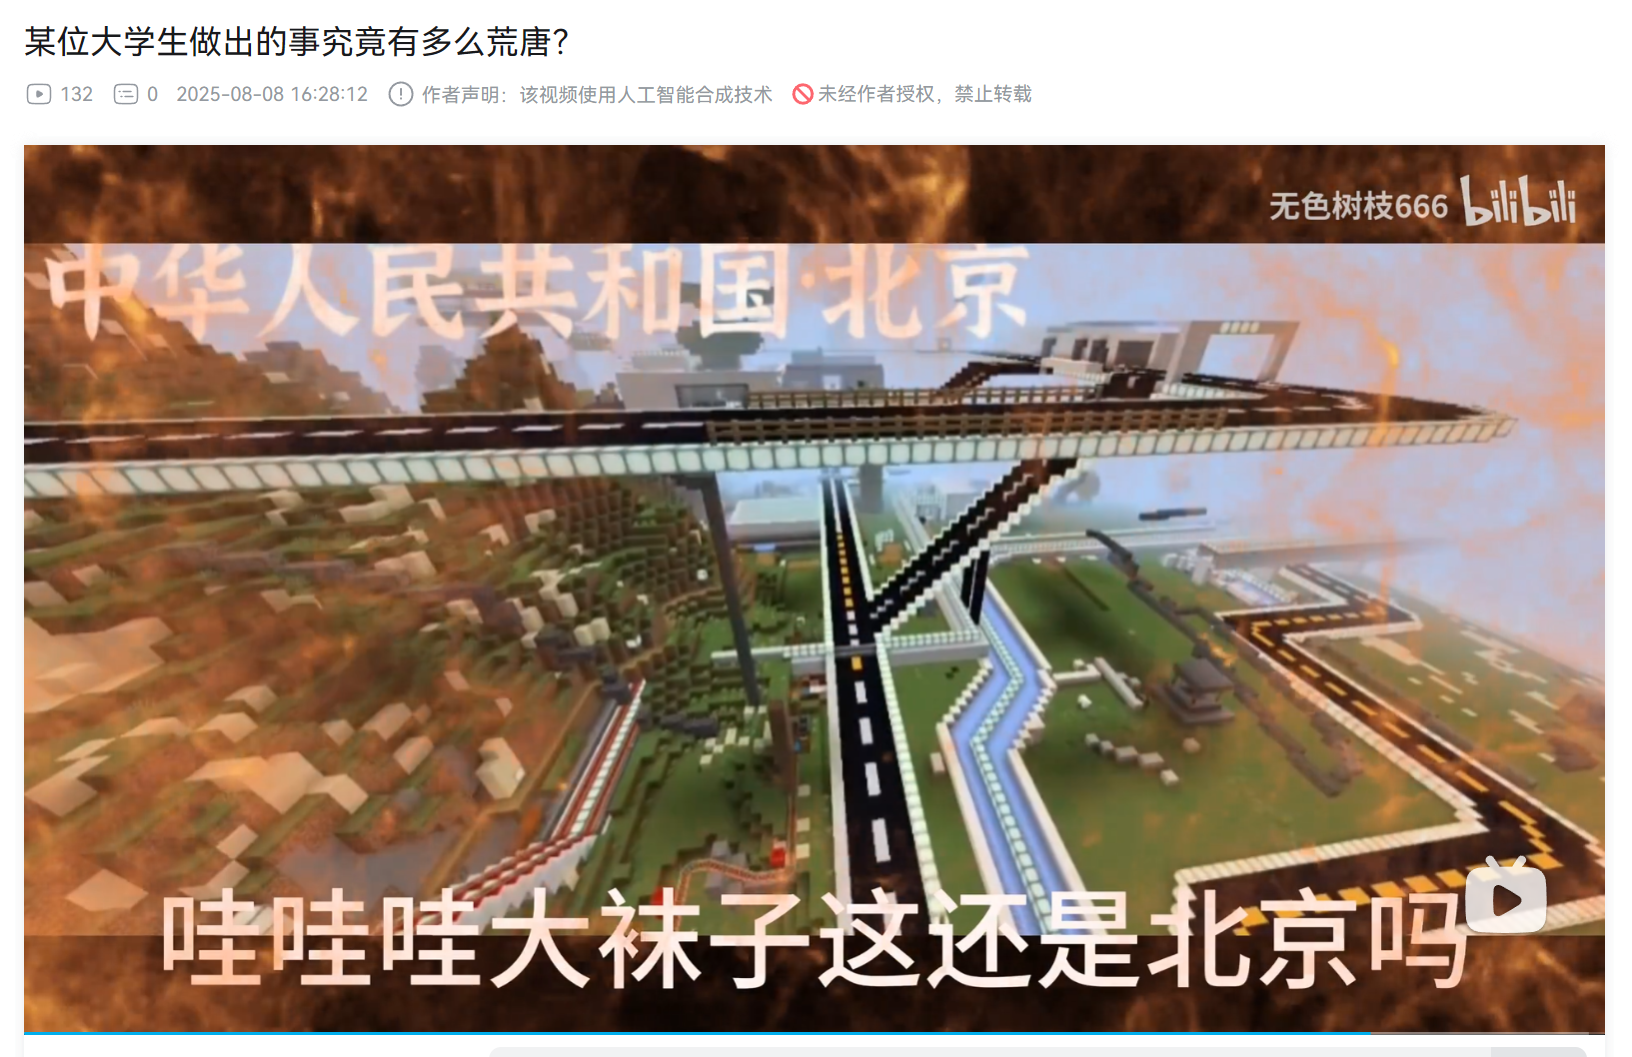 某位大学生做出的事究竟有多么荒唐？
132 0 2025-08-08 16:28:12 作者声明：该视频使用人工智能合成技术 未经作者授权，禁止转载
无色树枝666 bilibili
中华人民共和国·北京
哇哇哇大袜子这还是北京吗